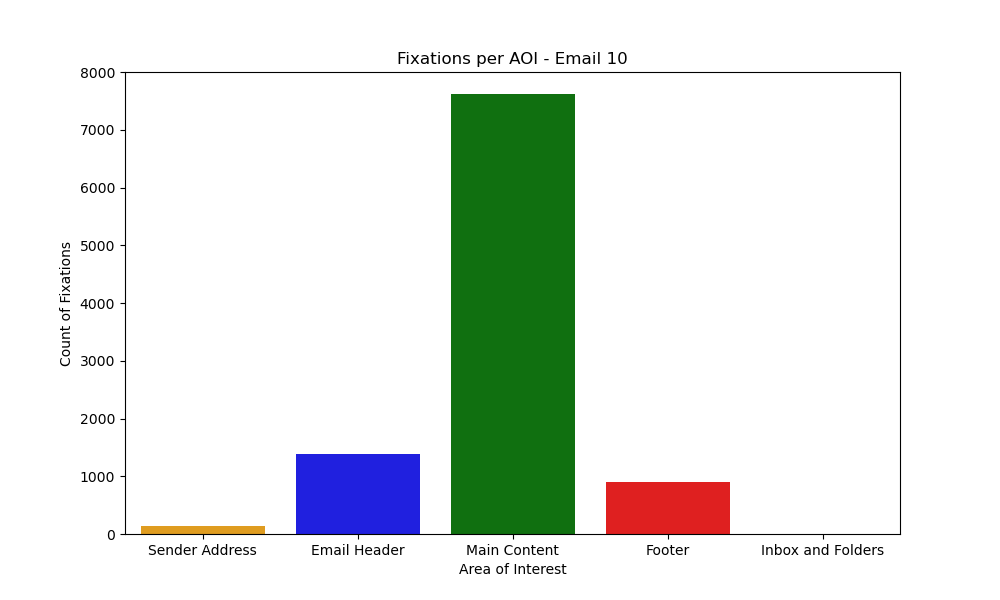 Fixations per AOI - Email 10
8000
7000
6000
5000
4000
3000
2000
1000
0
Count of Fixations
Sender Address
Email Header
Main Content
Footer
Inbox and Folders
Area of Interest